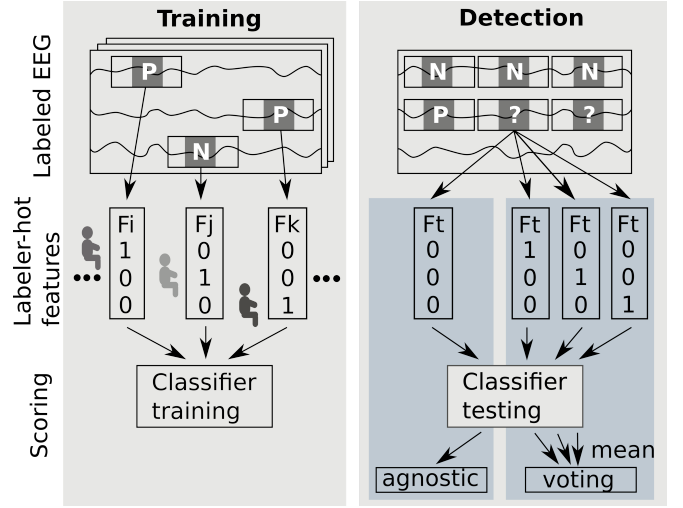 Training
Detection
Labeled EEG
P
P
N
N N N
P ? ?
Labeler-hot
features
Fi Fj Fk
1 0 0
0 1 0
0 0 1
... ...
Ft Ft Ft Ft
0 1 0 0
0 0 1 0
0 0 0 1
Scoring
Classifier
training
Classifier
testing
mean
agnostic
voting